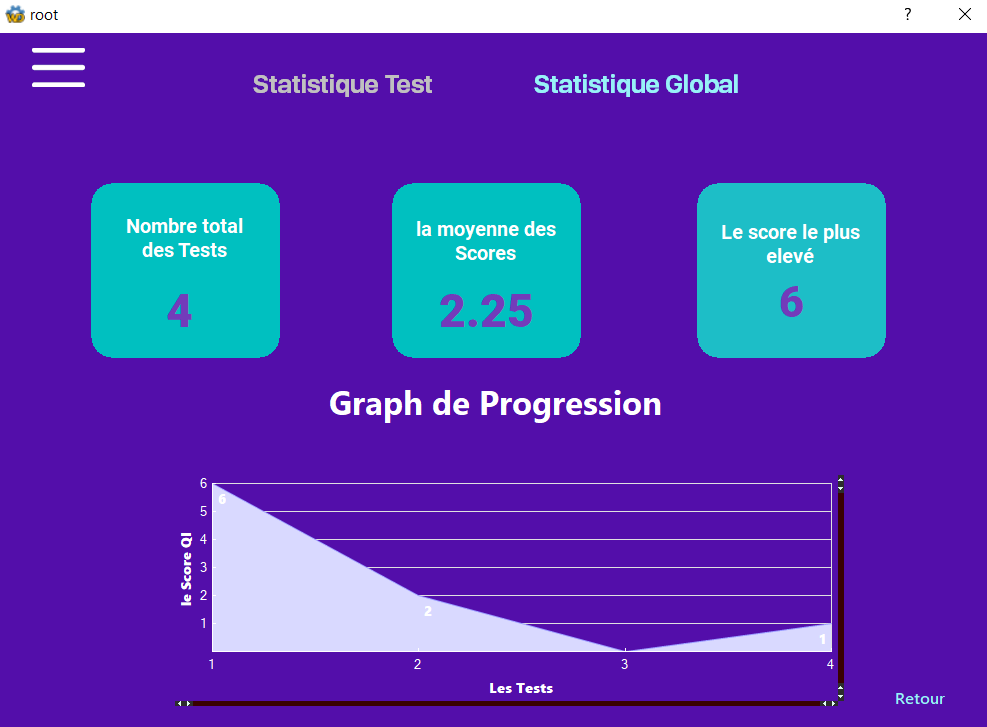 root
?
Statistique Test
Statistique Global
Nombre total
des Tests
4
la moyenne des
Scores
2.25
Le score le plus
elevé
6
Graph de Progression
le Score QI
6
5
4
3
2
1
6
2
1
1
2
3
4
Les Tests
Retour